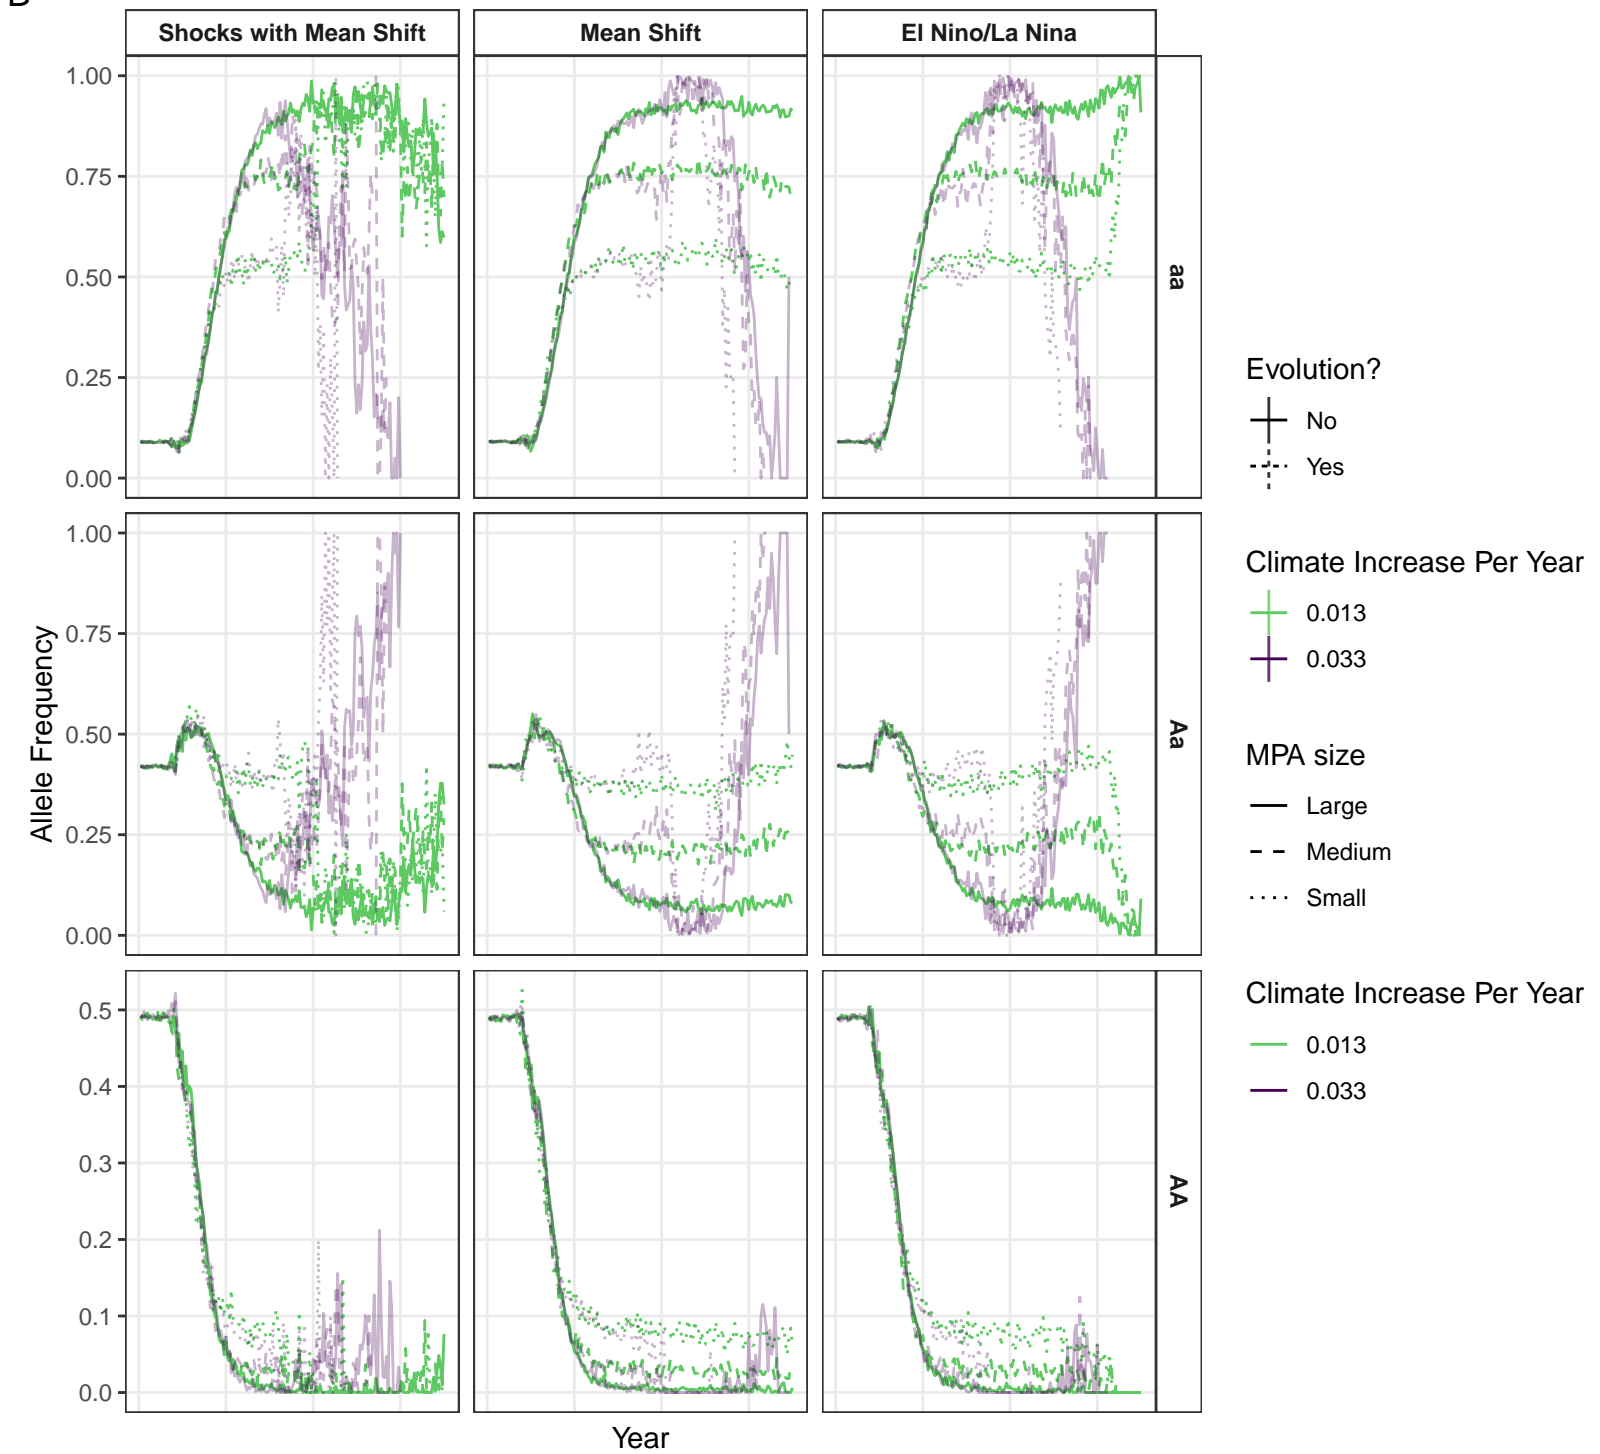 B
Shocks with Mean Shift
Mean Shift
El Nino/La Nina
1.00
0.75
0.50
0.25
0.00
aa
1.00
0.75
0.50
0.25
0.00
Aa
0.5
0.4
0.3
0.2
0.1
0.0
AA
Allele Frequency
Year
Evolution?
No
Yes
Climate Increase Per Year
0.013
0.033
MPA size
Large
Medium
Small
Climate Increase Per Year
0.013
0.033